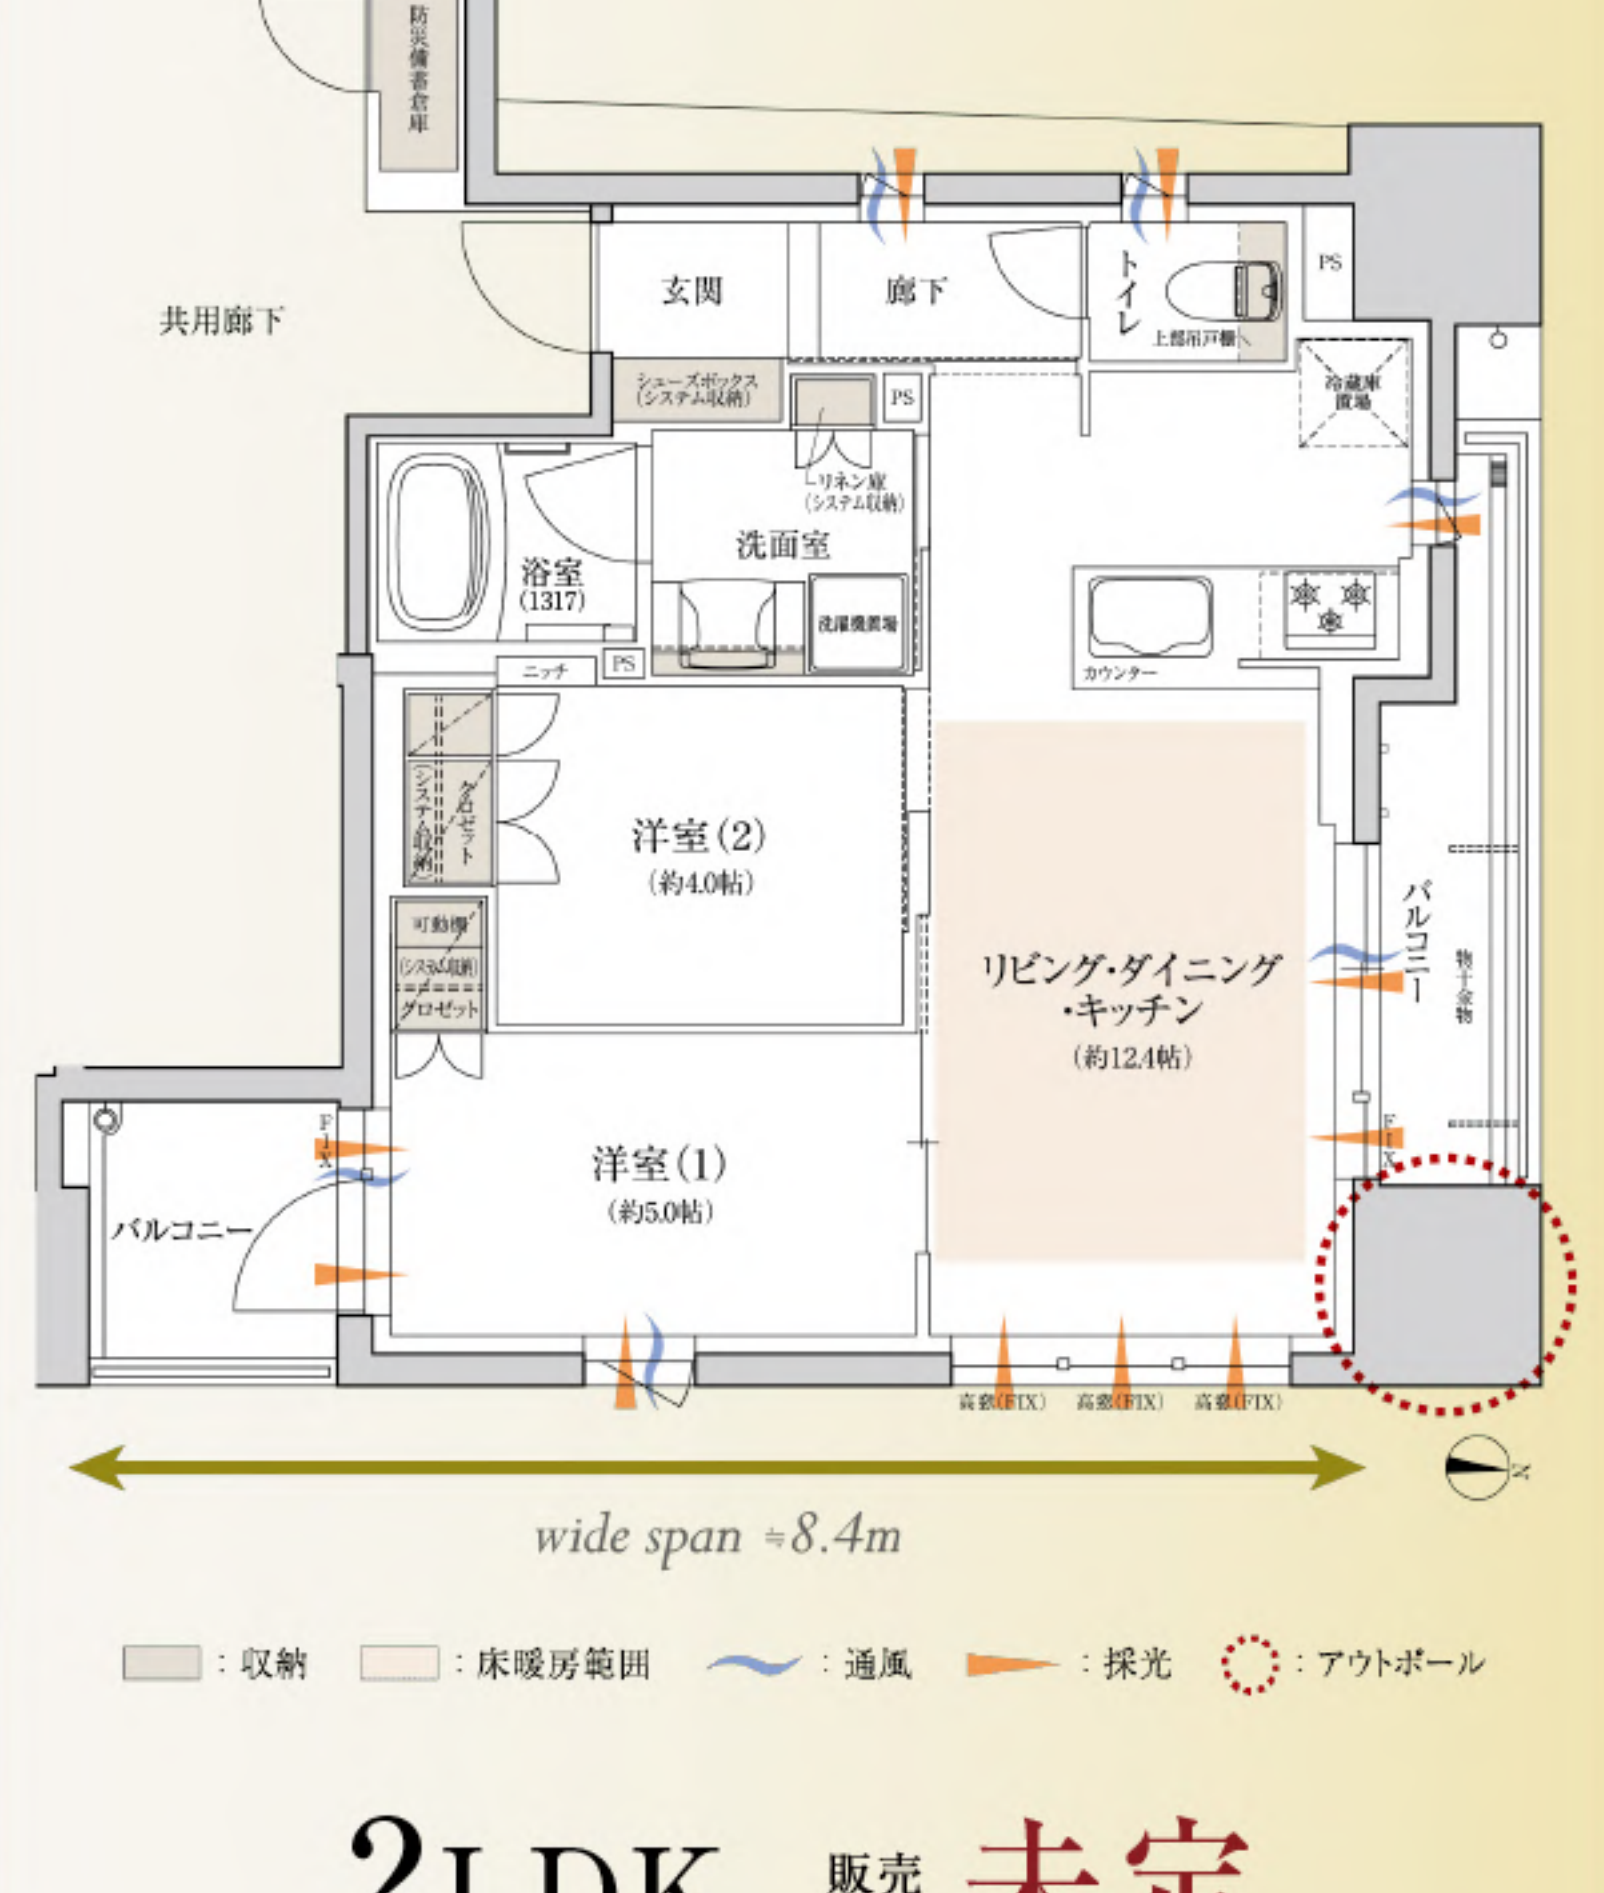 防災備蓄倉庫
共用廊下
玄関
廊下
トイレ
上部吊戸棚
PS
シューズボックス
(システム収納)
PS
冷蔵庫
置場
リネン庫
(システム収納)
洗面室
浴室
(1317)
洗濯機置場
ニッチ
PS
カウンター
クロゼット
(システム収納)
洋室(2)
(約4.0帖)
可動棚
(システム収納)
クロゼット
リビング・ダイニング
・キッチン
(約12.4帖)
バルコニー
物干金物
FIX
FIX
洋室(1)
(約5.0帖)
バルコニー
高窓(FIX)
高窓(FIX)
高窓(FIX)
N
wide span ≒8.4m
:収納
:床暖房範囲
:通風
:採光
:アウトポール
2LDK
販売
未定